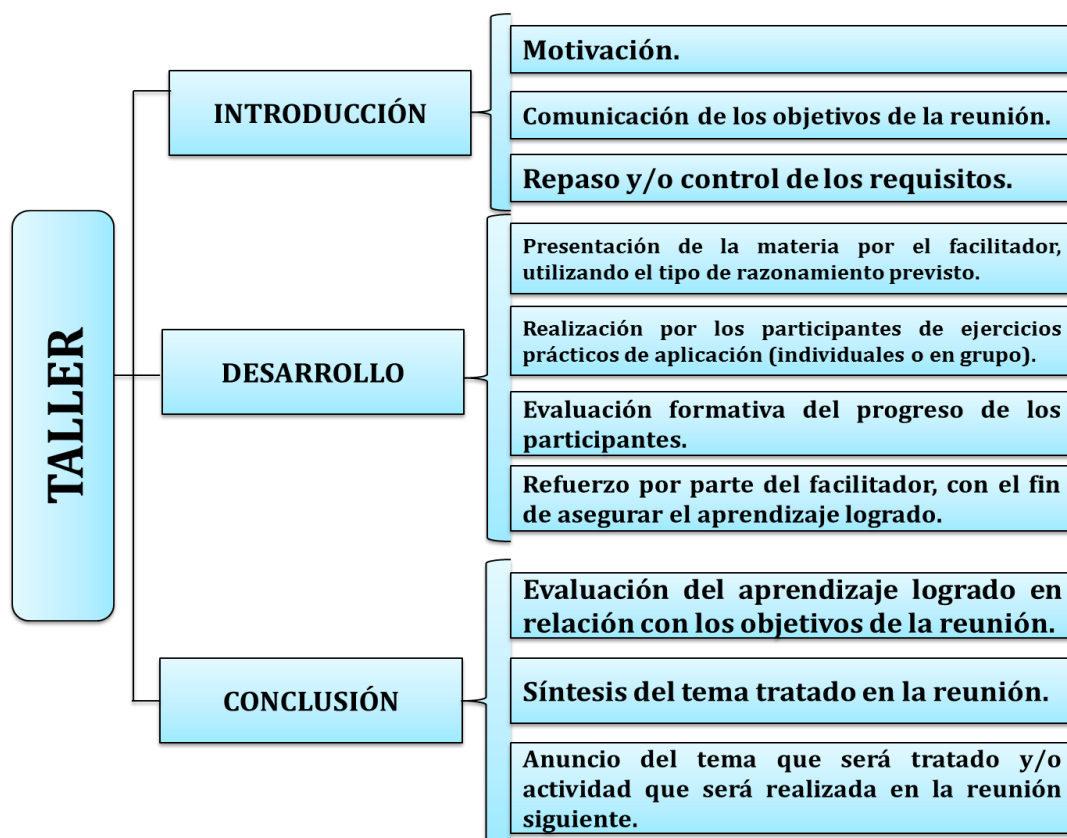 TALLER
INTRODUCCIÓN
Motivación.
Comunicación de los objetivos de la reunión.
Repaso y/o control de los requisitos.
DESARROLLO
Presentación de la materia por el facilitador,
utilizando el tipo de razonamiento previsto.
Realización por los participantes de ejercicios
prácticos de aplicación (individuales o en grupo).
Evaluación formativa del progreso de los
participantes.
Refuerzo por parte del facilitador, con el fin
de asegurar el aprendizaje logrado.
CONCLUSIÓN
Evaluación del aprendizaje logrado en
relación con los objetivos de la reunión.
Síntesis del tema tratado en la reunión.
Anuncio del tema que será tratado y/o
actividad que será realizada en la reunión
siguiente.